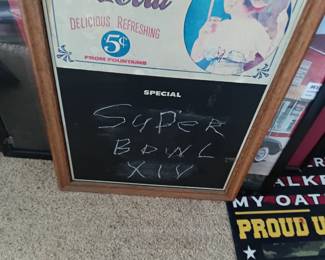 DELICIOUS, REFRESHING
5¢
FROM FOUNTAINS
SPECIAL
SUPER
BOWL
XIV
MY OAT
PROUD U